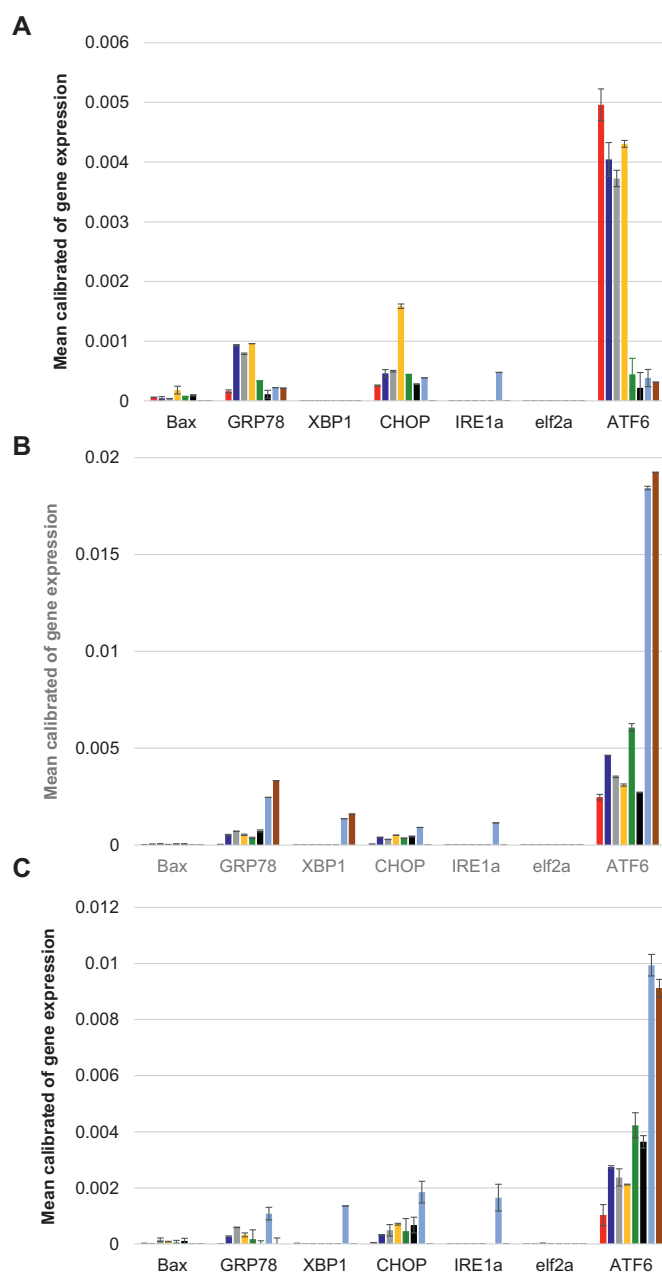 A
Mean calibrated of gene expression
0.006
0.005
0.004
0.003
0.002
0.001
0
Bax GRP78 XBP1 CHOP IRE1a elf2a ATF6
B
Mean calibrated of gene expression
0.02
0.015
0.01
0.005
0
Bax GRP78 XBP1 CHOP IRE1a elf2a ATF6
C
Mean calibrated of gene expression
0.012
0.01
0.008
0.006
0.004
0.002
0
Bax GRP78 XBP1 CHOP IRE1a elf2a ATF6